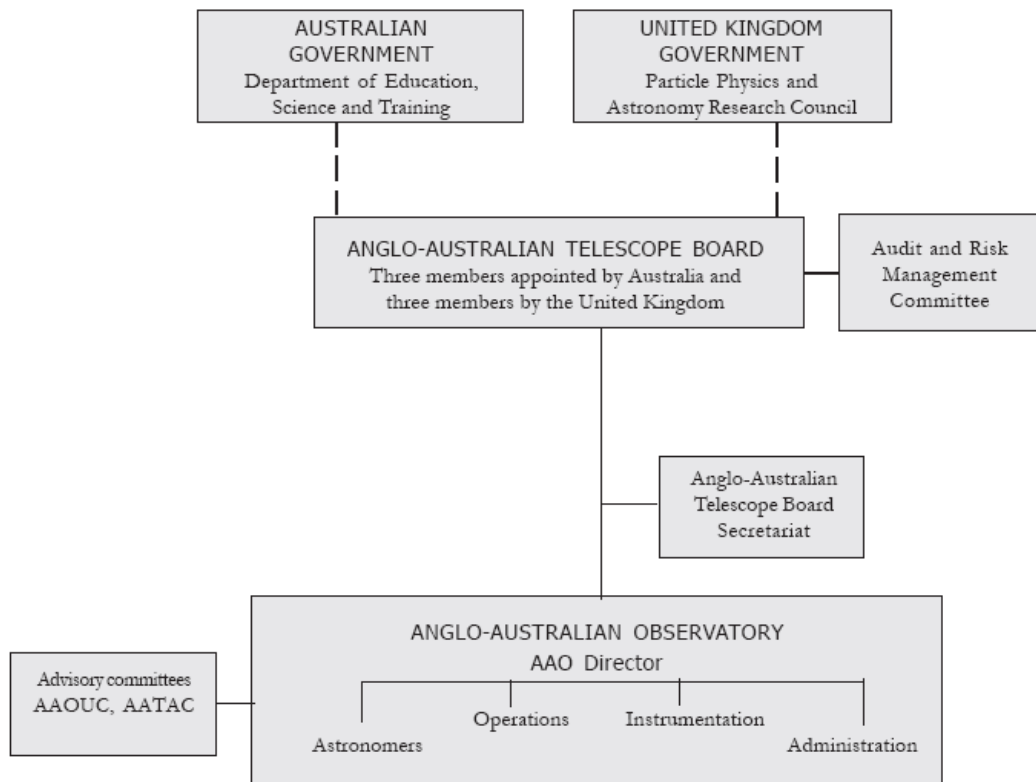 AUSTRALIAN
GOVERNMENT
Department of Education,
Science and Training
UNITED KINGDOM
GOVERNMENT
Particle Physics and
Astronomy Research Council
ANGLO-AUSTRALIAN TELESCOPE BOARD
Three members appointed by Australia and
three members by the United Kingdom
Audit and Risk
Management
Committee
Anglo-Australian
Telescope Board
Secretariat
ANGLO-AUSTRALIAN OBSERVATORY
AAO Director
Advisory committees
AAOUC, AATAC
Astronomers
Operations
Instrumentation
Administration